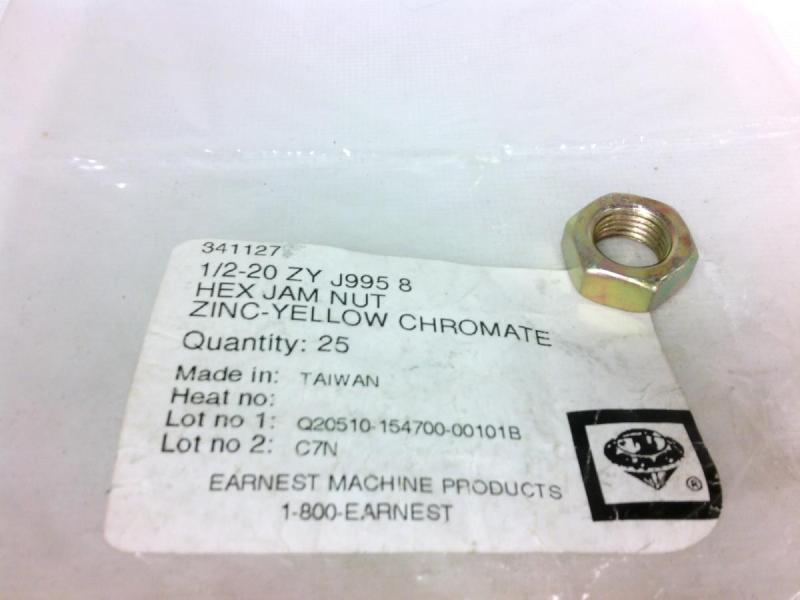 341127
1/2-20 ZY J995 8
HEX JAM NUT
ZINC-YELLOW CHROMATE
Quantity: 25
Made in: TAIWAN
Heat no:
Lot no 1: Q20510-154700-00101B
Lot no 2: C7N
EARNEST MACHINE PRODUCTS
1-800-EARNEST
®